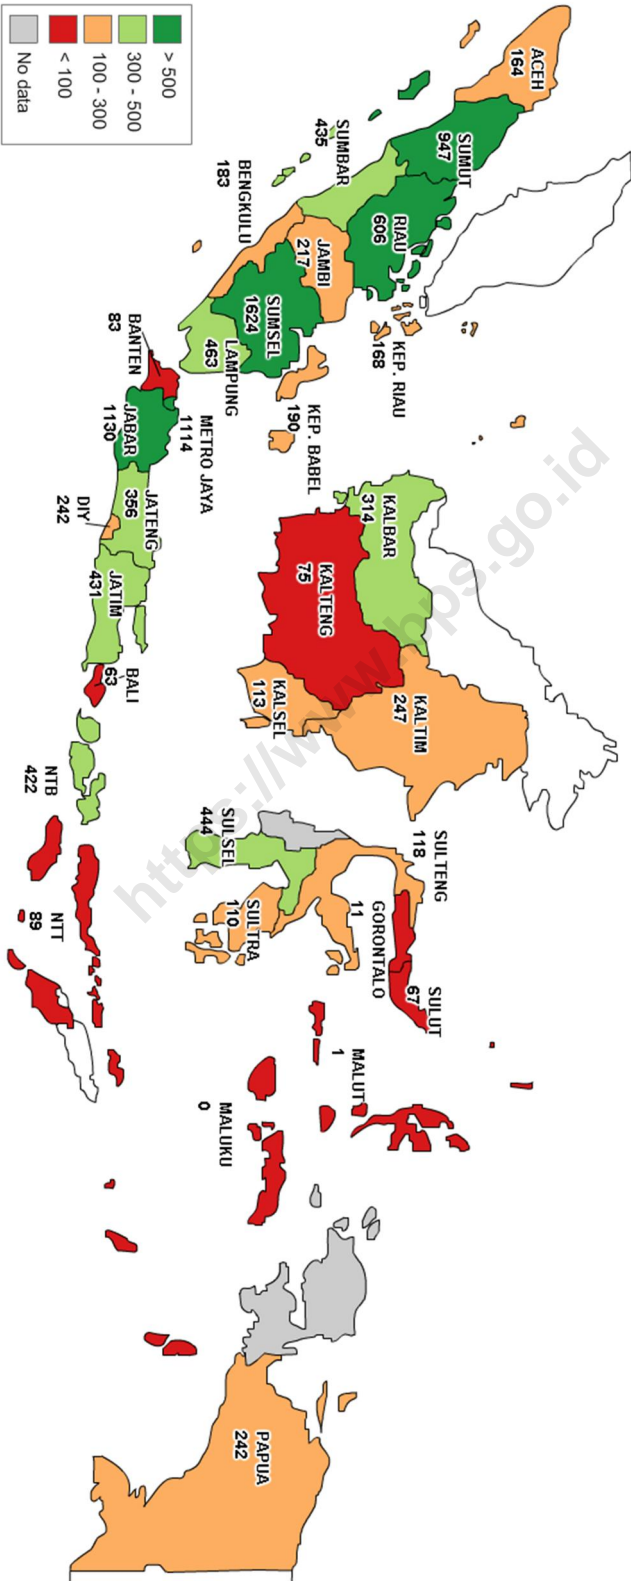 ACEH
164
SUMUT
947
SUMBAR
435
RIAU
606
KEP. RIAU
168
JAMBI
217
BENGKULU
183
SUMSEL
1624
KEP. BABEL
190
LAMPUNG
463
BANTEN
83
METRO JAYA
1114
JABAR
1130
JATENG
356
DIY
242
JATIM
431
BALI
63
NTB
422
NTT
89
KALBAR
314
KALTENG
75
KALSEL
113
KALTIM
247
SULTENG
118
SULSEL
444
SULTRA
110
GORONTALO
11
SULUT
67
MALUT
1
MALUKU
0
PAPUA
242
> 500
300 - 500
100 - 300
< 100
No data
https://www.bps.go.id